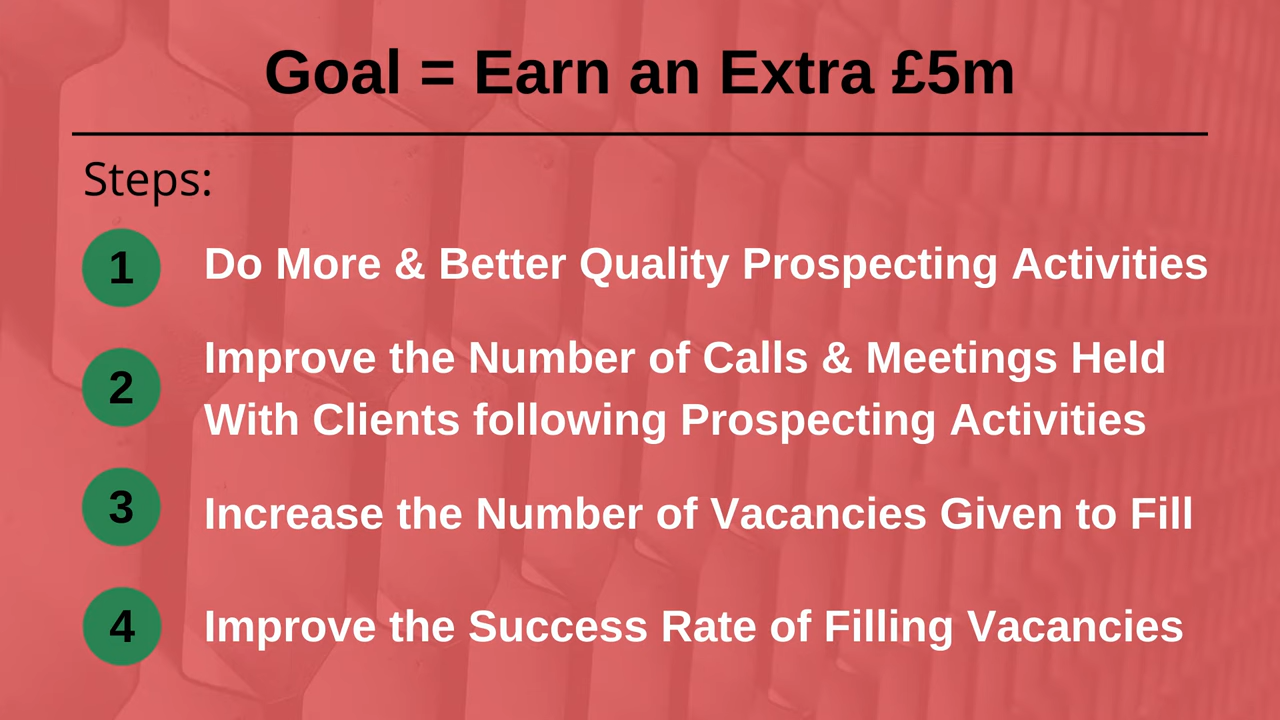 Goal = Earn an Extra £5m
Steps:
1 Do More & Better Quality Prospecting Activities
2 Improve the Number of Calls & Meetings Held
With Clients following Prospecting Activities
3 Increase the Number of Vacancies Given to Fill
4 Improve the Success Rate of Filling Vacancies